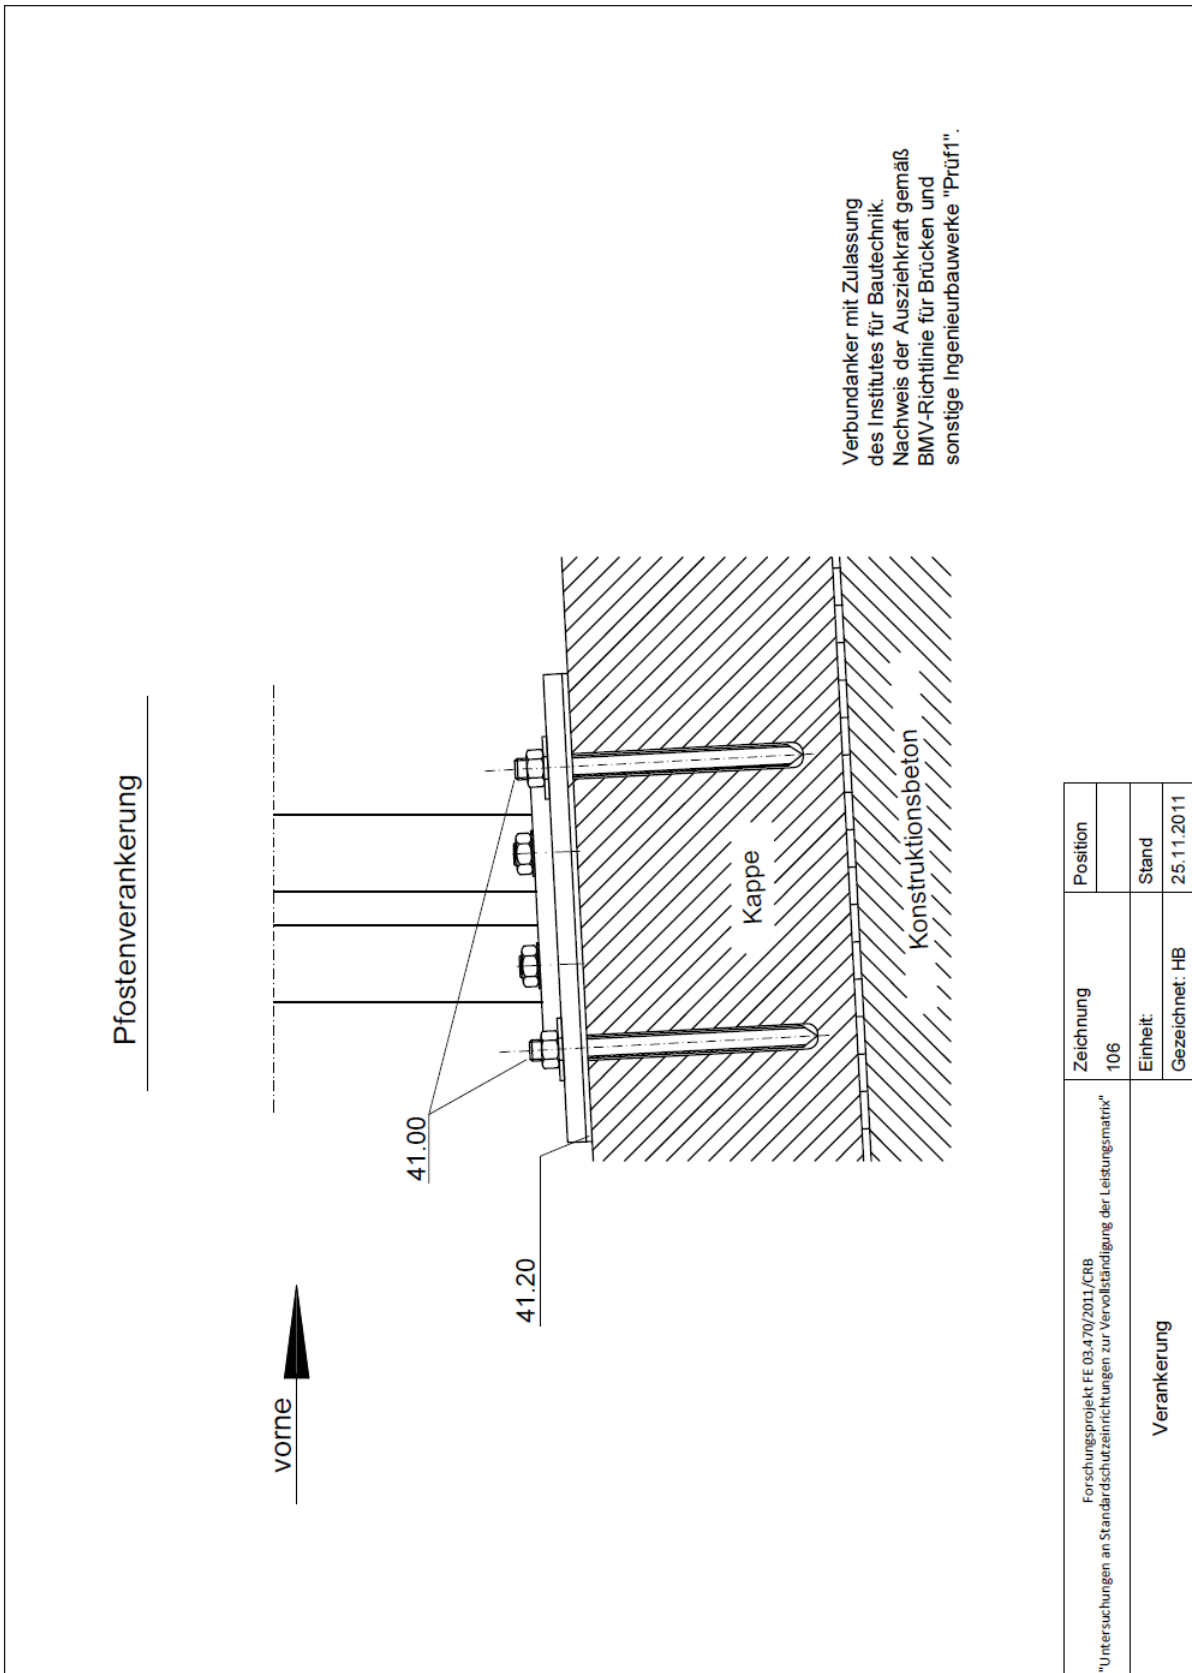 Pfostenverankerung
vorne
41.00
41.20
Kappe
Konstruktionsbeton
Verbundanker mit Zulassung
des Institutes für Bautechnik.
Nachweis der Ausziehkraft gemäß
BMV-Richtlinie für Brücken und
sonstige Ingenieurbauwerke "Prüf1".
Forschungsprojekt FE 03.470/2011/CRB
"Untersuchungen an Standardschutzeinrichtungen zur Vervollständigung der Leistungsmatrix"
Zeichnung
106
Position
Verankerung
Einheit:
Stand
Gezeichnet: HB
25.11.2011